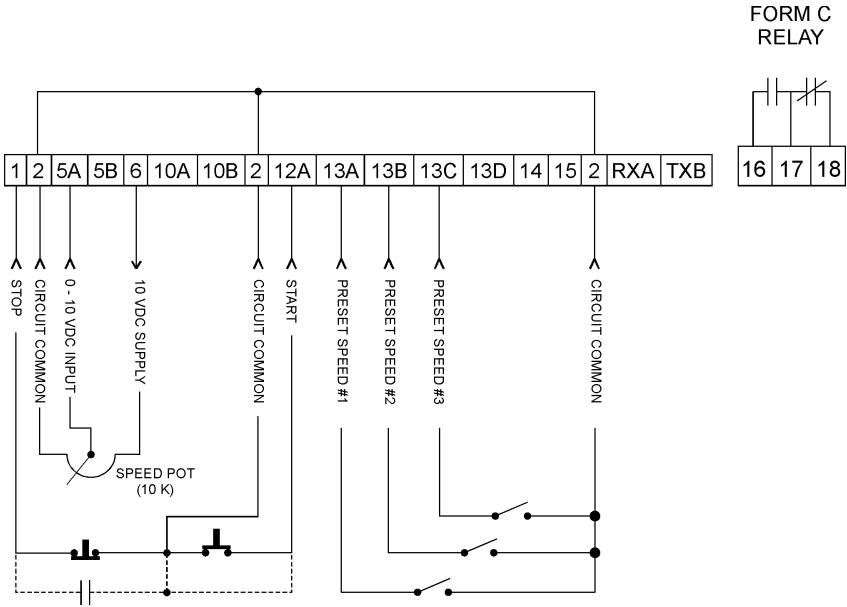 FORM C
RELAY
1 2 5A 5B 6 10A 10B 2 12A 13A 13B 13C 13D 14 15 2 RXA TXB
16 17 18
STOP
CIRCUIT COMMON
0 - 10 VDC INPUT
10 VDC SUPPLY
CIRCUIT COMMON
START
PRESET SPEED #1
PRESET SPEED #2
PRESET SPEED #3
CIRCUIT COMMON
SPEED POT
(10 K)